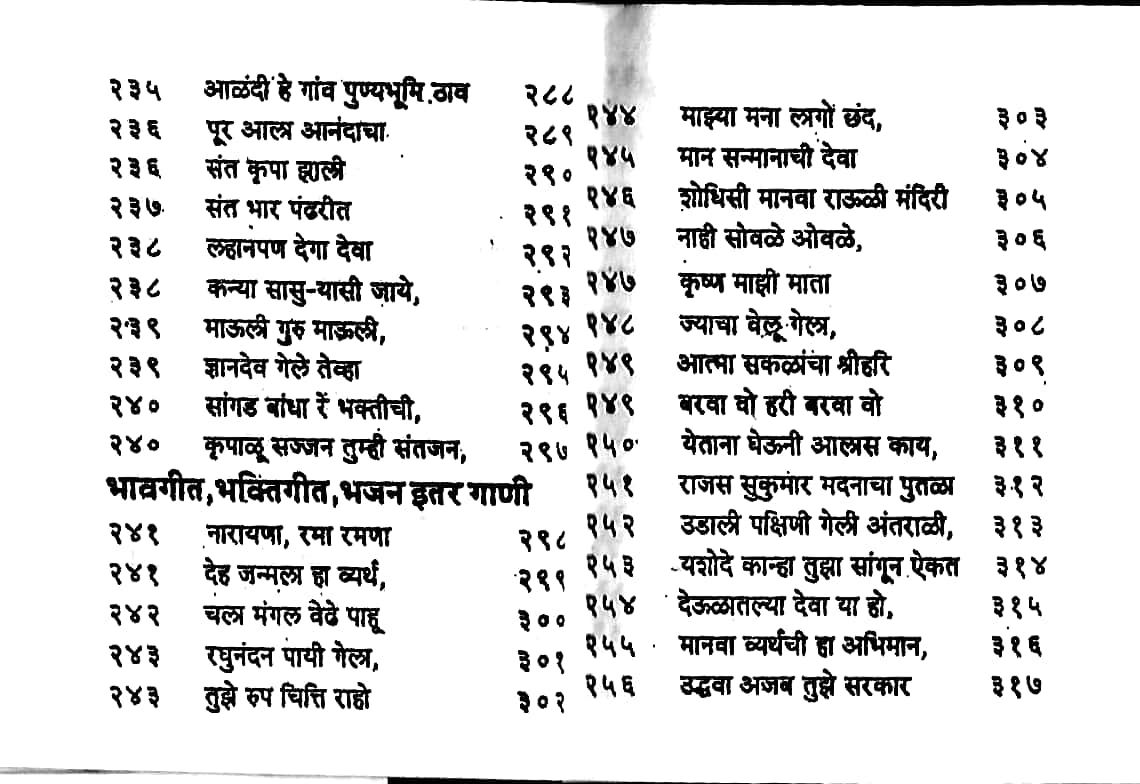 २३५ आळंदी हे गांव पुण्यभूमि ठाव २८८
२३६ पूर आला आनंदाचा २८९
२३६ संत कृपा झाली २९०
२३७ संत भार पंढरीत २९१
२३८ लहानपण देगा देवा २९२
२३८ कन्या सासु-यासी जाये, २९३
२३९ माऊली गुरु माऊली, २९४
२३९ ज्ञानदेव गेले तेव्हा २९५
२४० सांगड बांधा रें भक्तीची, २९६
२४० कृपाळू सज्जन तुम्ही संतजन, २९७
भावगीत,भक्तिगीत,भजन इतर गाणी
२४१ नारायणा, रमा रमणा २९८
२४१ देह जन्मला हा व्यर्थ, २९९
२४२ चला मंगल वेढे पाहू ३००
२४३ रघुनंदन पायी गेला, ३०१
२४३ तुझे रुप चित्ति राहो ३०२
२४४ माझ्या मना लागों छंद, ३०३
२४५ मान सन्मानाची देवा ३०४
२४६ शोधिसी मानवा राऊळी मंदिरी ३०५
२४७ नाही सोवळे ओवळे, ३०६
२४७ कृष्ण माझी माता ३०७
२४८ ज्याचा वेलू गेला, ३०८
२४९ आत्मा सकळांचा श्रीहरि ३०९
२४९ बरवा वो हरी बरवा वो ३१०
२५० येताना घेऊनी आलास काय, ३११
२५१ राजस सुकुमार मदनाचा पुतळा ३१२
२५२ उडाली पक्षिणी गेली अंतराळी, ३१३
२५३ यशोदे कान्हा तुझा सांगून ऐकत ३१४
२५४ देऊळातल्या देवा या हो, ३१५
२५५ मानवा व्यर्थची हा अभिमान, ३१६
२५६ उद्धवा अजब तुझे सरकार ३१७